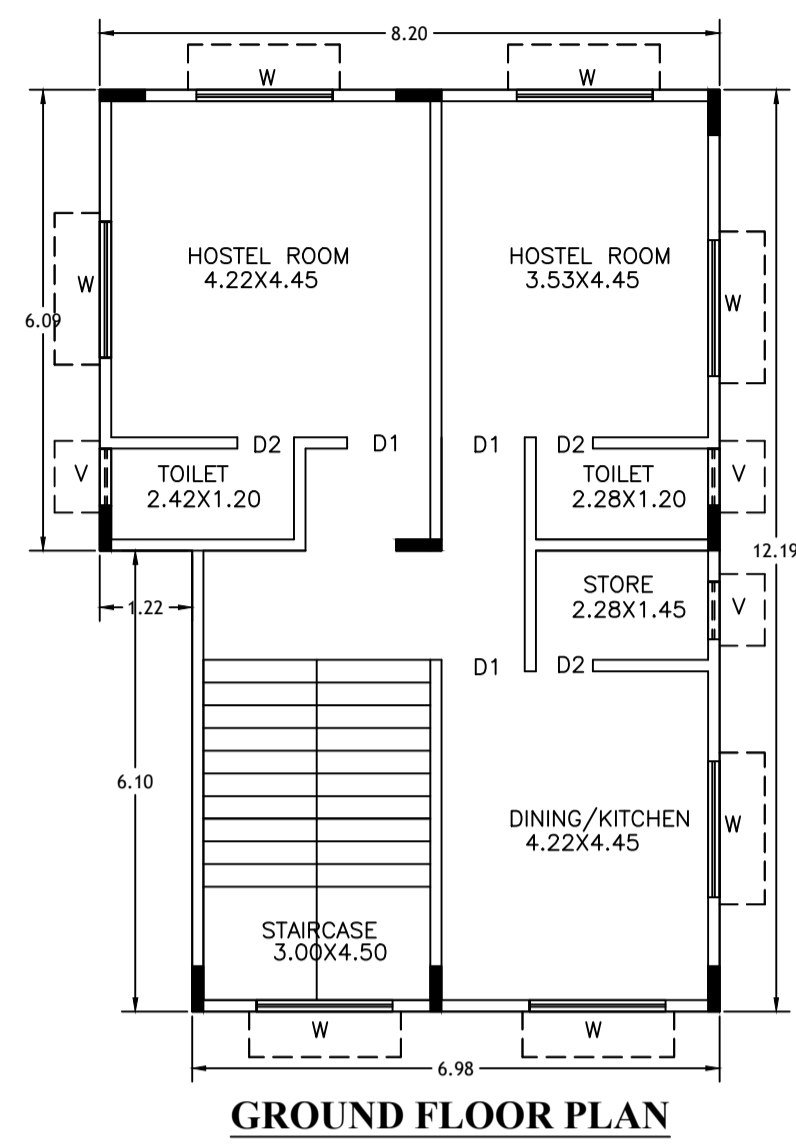 8.20
W
W
HOSTEL ROOM
4.22X4.45
HOSTEL ROOM
3.53X4.45
W
W
6.09
D2
D1
D1
D2
V
TOILET
2.42X1.20
TOILET
2.28X1.20
V
12.19
1.22
STORE
2.28X1.45
V
D1
D2
6.10
DINING/KITCHEN
4.22X4.45
W
STAIRCASE
3.00X4.50
W
W
6.98
GROUND FLOOR PLAN